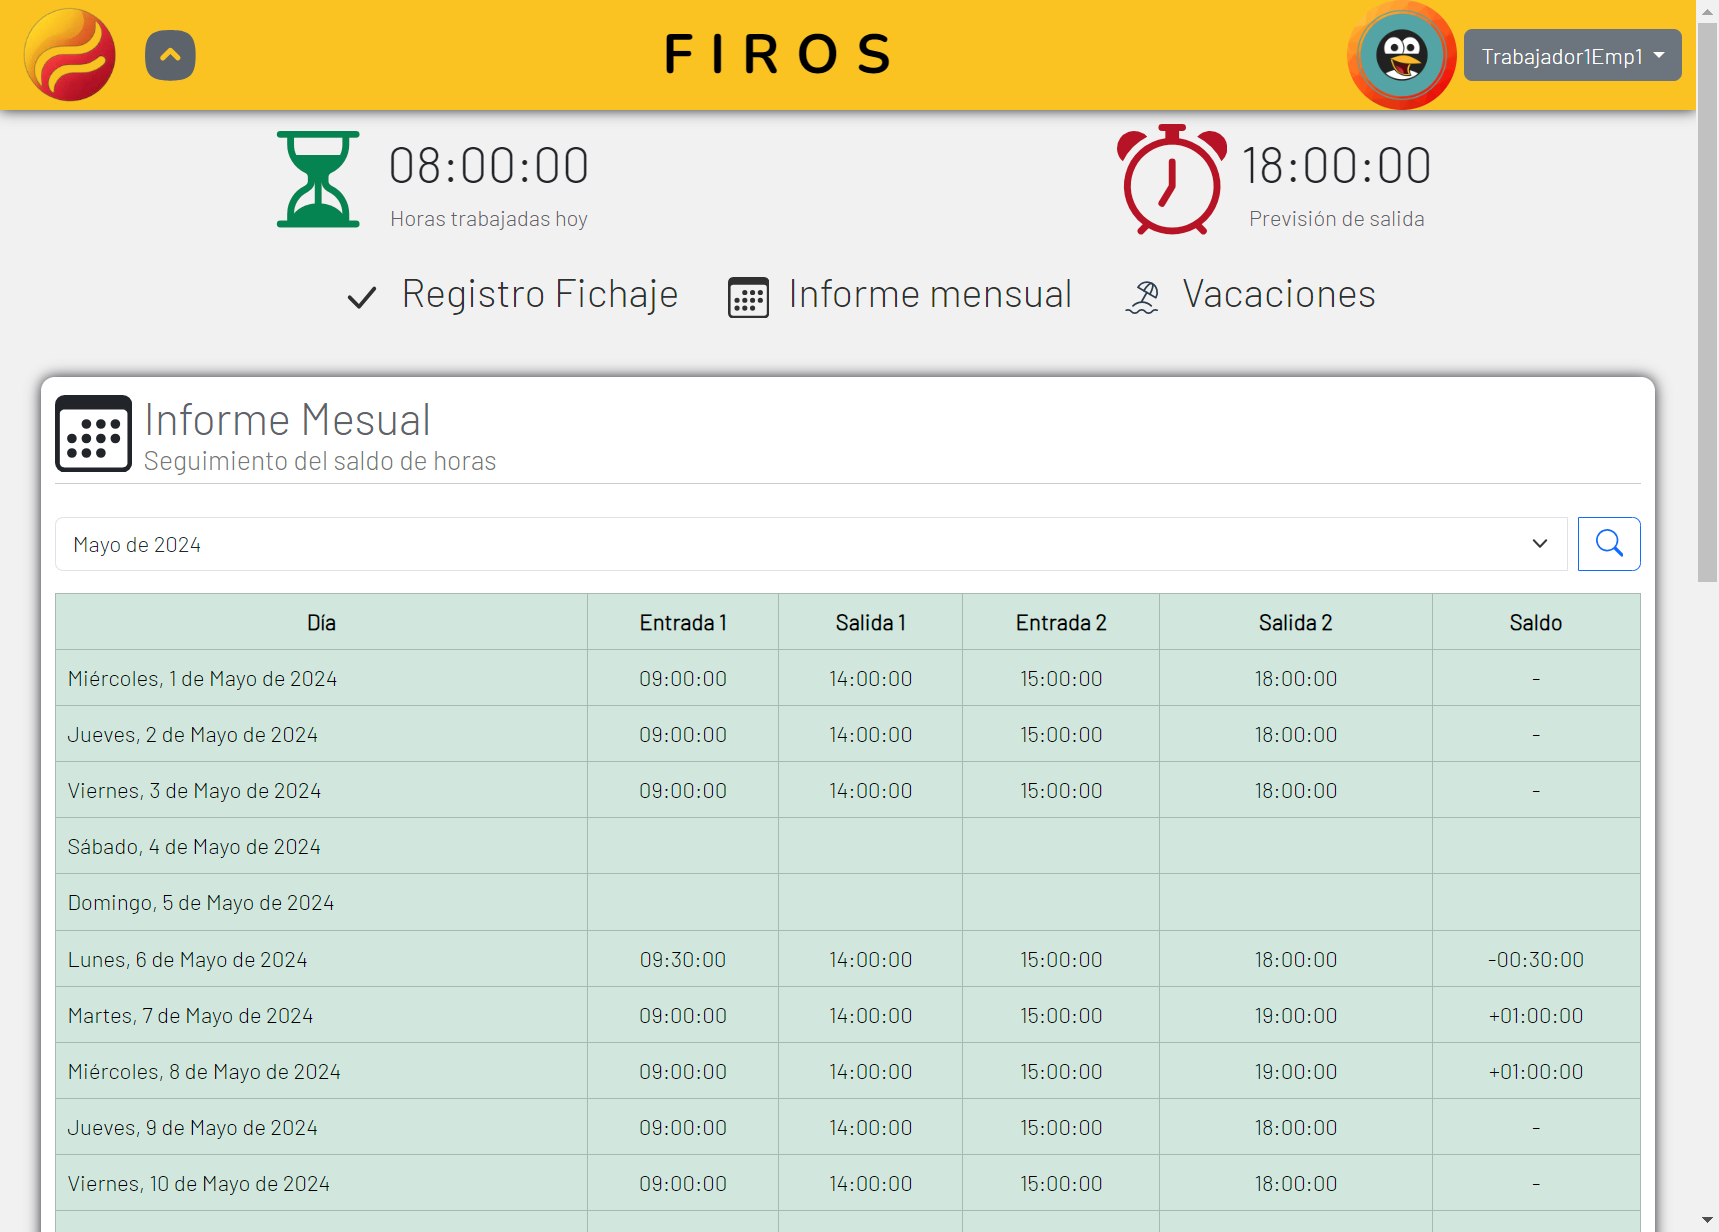 FIROS
Trabajador1Emp1
08:00:00
Horas trabajadas hoy
18:00:00
Previsión de salida
Registro Fichaje
Informe mensual
Vacaciones
Informe Mesual
Seguimiento del saldo de horas
Mayo de 2024
Día Entrada 1 Salida 1 Entrada 2 Salida 2 Saldo
Miércoles, 1 de Mayo de 2024 09:00:00 14:00:00 15:00:00 18:00:00 -
Jueves, 2 de Mayo de 2024 09:00:00 14:00:00 15:00:00 18:00:00 -
Viernes, 3 de Mayo de 2024 09:00:00 14:00:00 15:00:00 18:00:00 -
Sábado, 4 de Mayo de 2024
Domingo, 5 de Mayo de 2024
Lunes, 6 de Mayo de 2024 09:30:00 14:00:00 15:00:00 18:00:00 -00:30:00
Martes, 7 de Mayo de 2024 09:00:00 14:00:00 15:00:00 19:00:00 +01:00:00
Miércoles, 8 de Mayo de 2024 09:00:00 14:00:00 15:00:00 19:00:00 +01:00:00
Jueves, 9 de Mayo de 2024 09:00:00 14:00:00 15:00:00 18:00:00 -
Viernes, 10 de Mayo de 2024 09:00:00 14:00:00 15:00:00 18:00:00 -